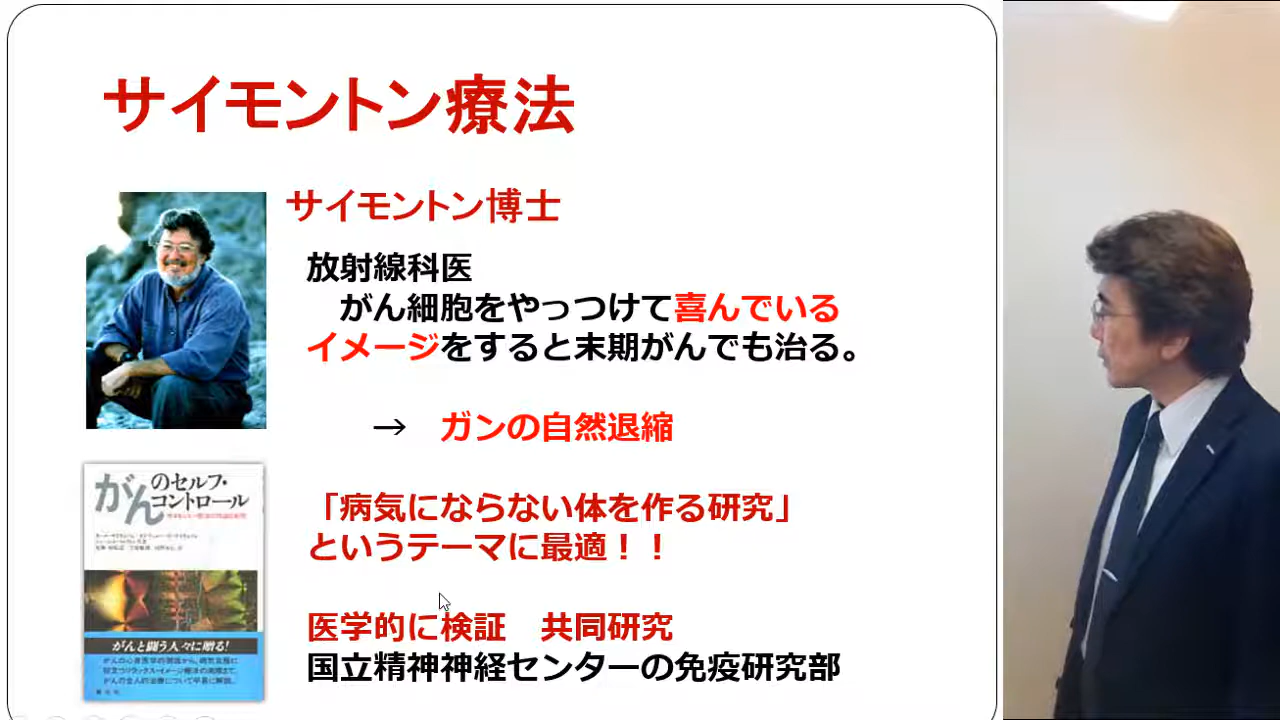 サイモントン療法
サイモントン博士
放射線科医
がん細胞をやっつけて喜んでいる
イメージをすると末期がんでも治る。
→ ガンの自然退縮
「病気にならない体を作る研究」
というテーマに最適！！
医学的に検証 共同研究
国立精神神経センターの免疫研究部
がんのセルフ・
コントロール
がんと闘う人々に贈る!